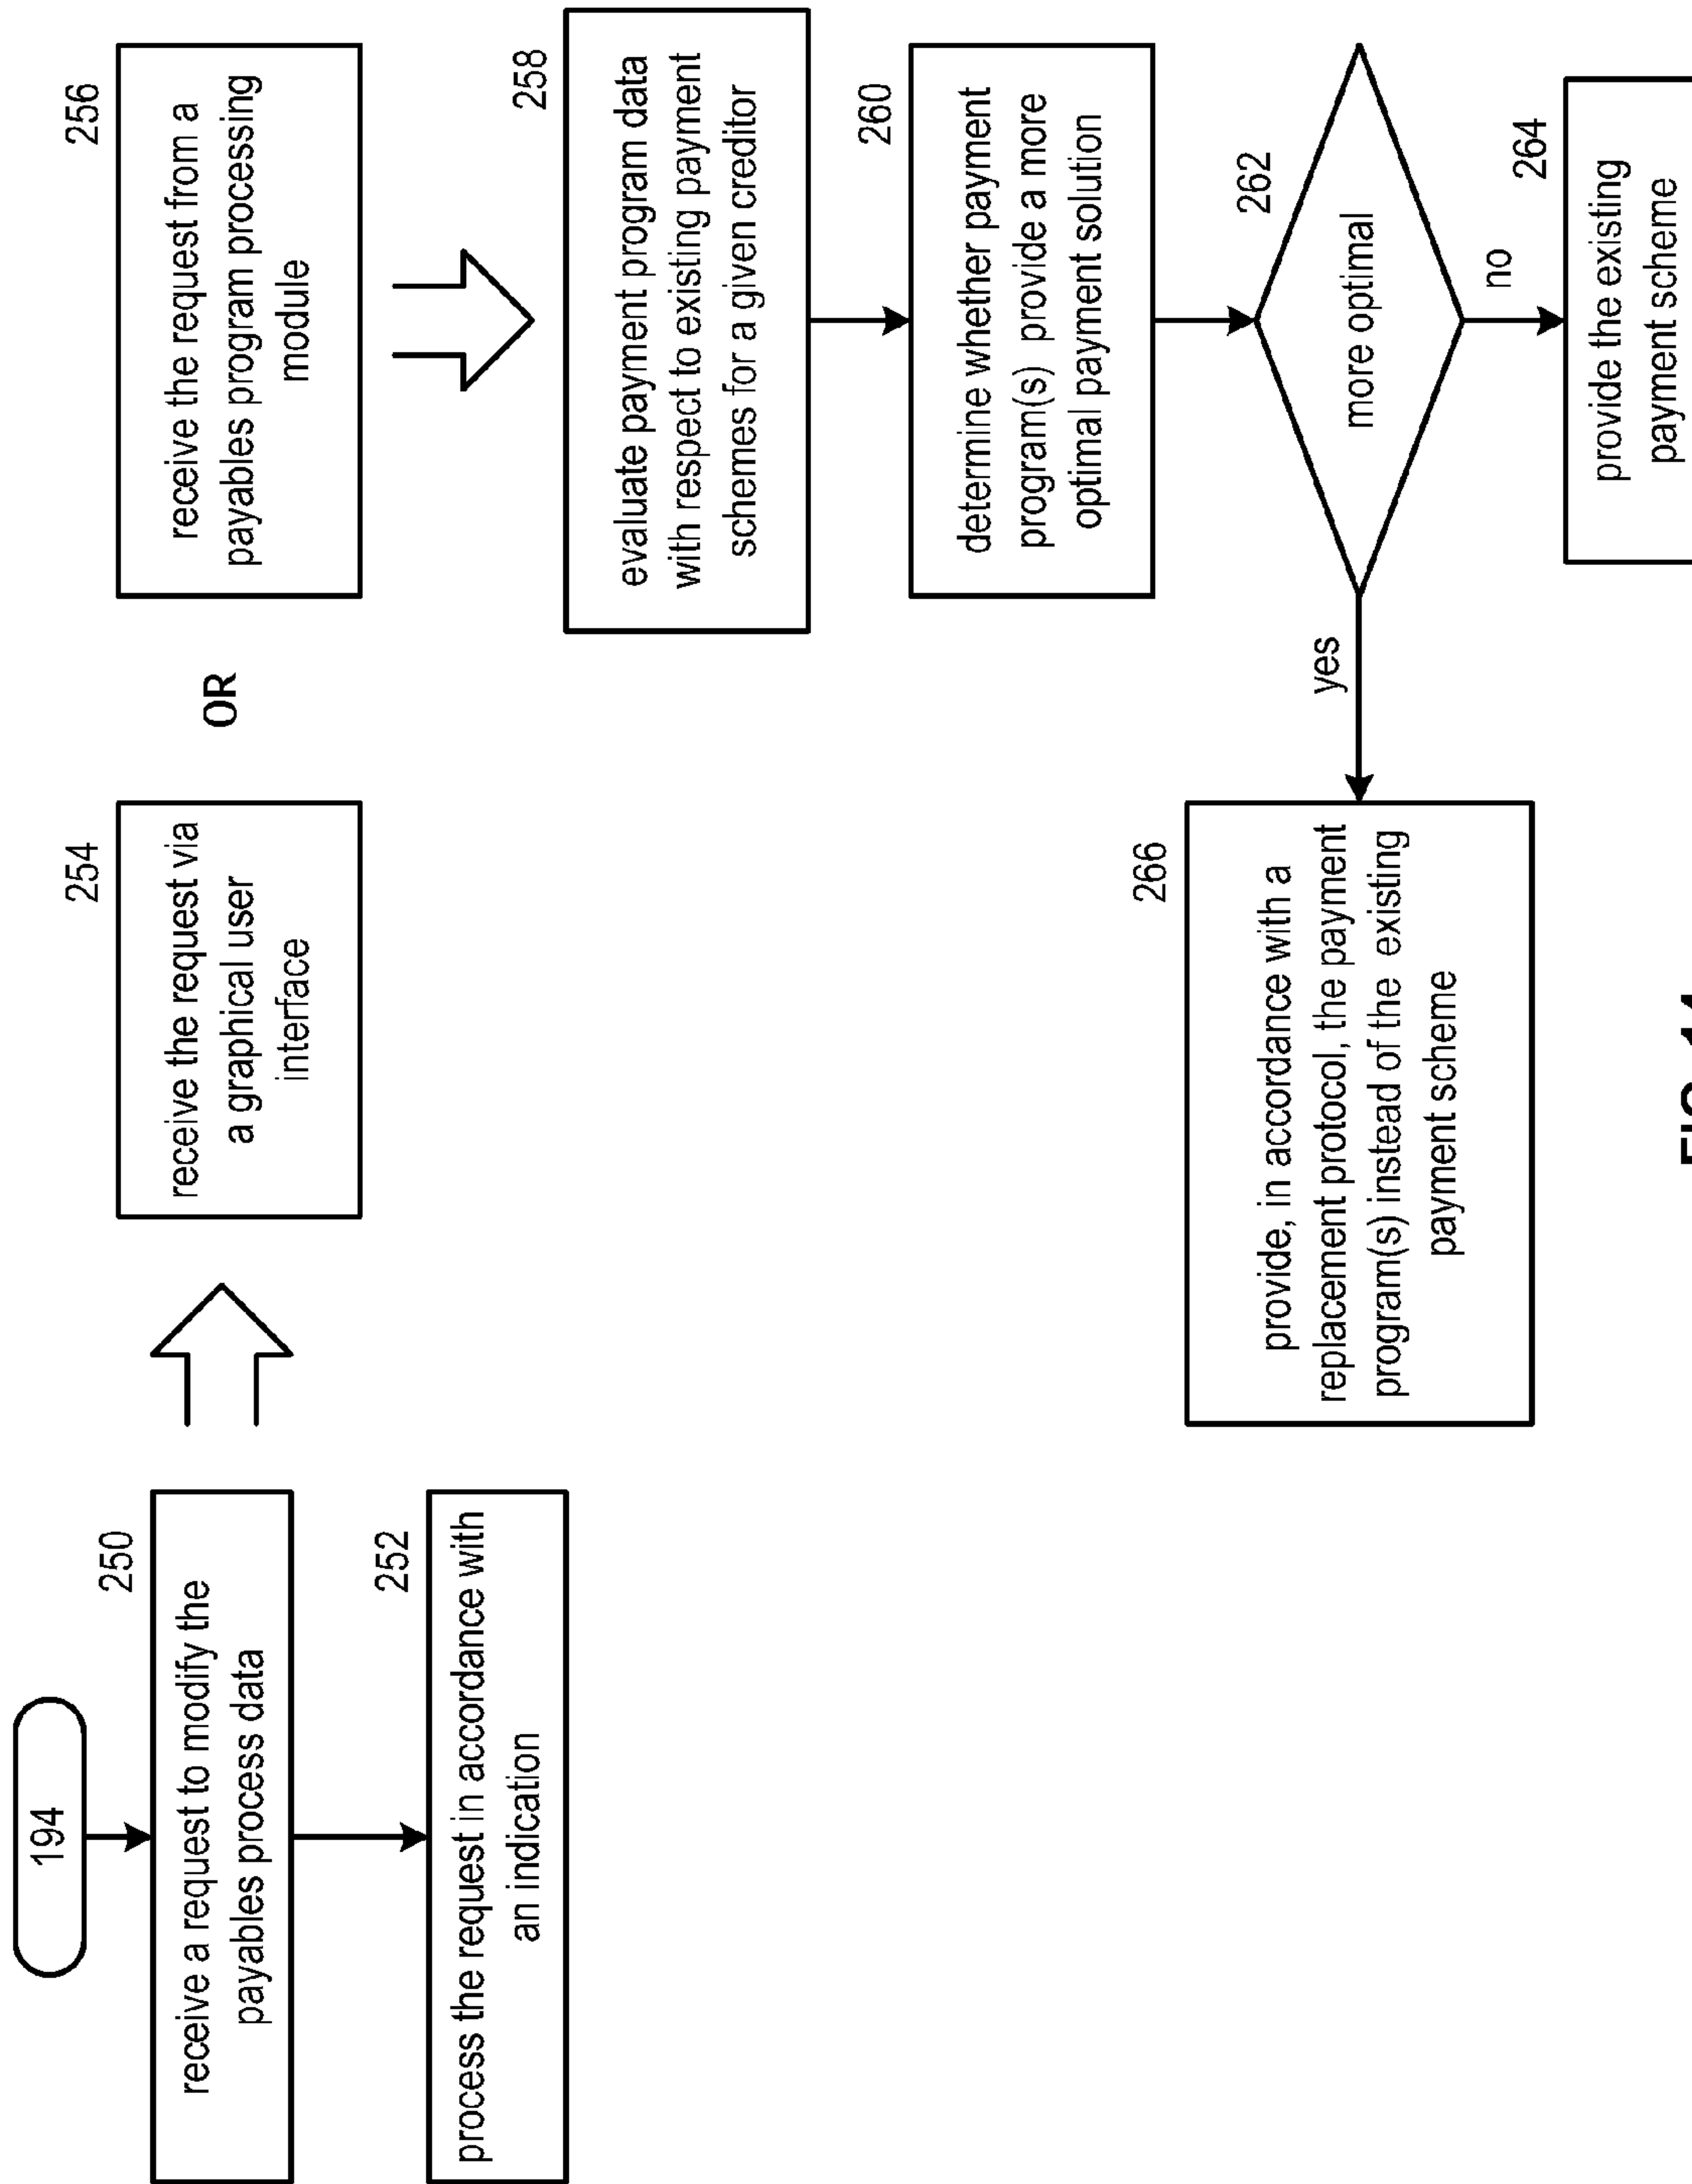 194
250
receive a request to modify the
payables process data
252
process the request in accordance with
an indication
254
receive the request via
a graphical user
interface
OR
256
receive the request from a
payables program processing
module
258
evaluate payment program data
with respect to existing payment
schemes for a given creditor
260
determine whether payment
program(s) provide a more
optimal payment solution
262
more optimal
yes
no
264
provide the existing
payment scheme
266
provide, in accordance with a
replacement protocol, the payment
program(s) instead of the existing
payment scheme
FIG